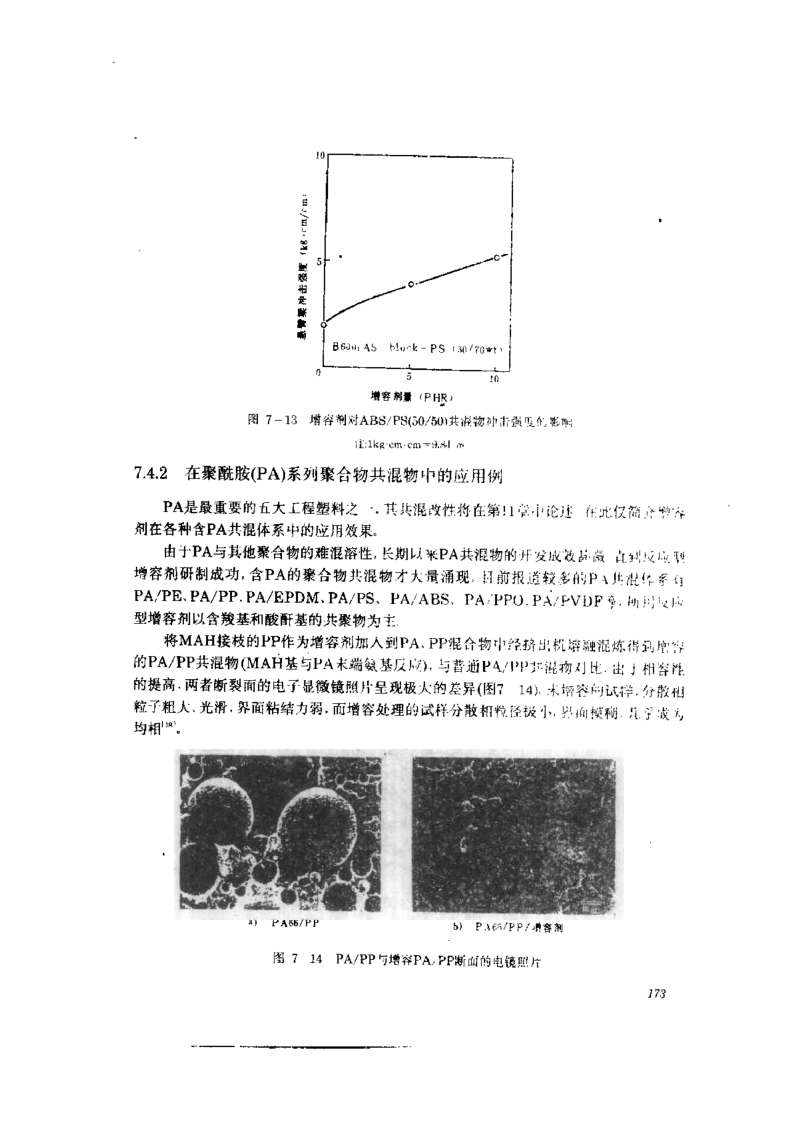 10
悬臂梁冲击强度 (kg·cm/cm)
5
B600: AS block-PS (30/70wt)
0 5 10
增容剂量 (PHR)
图 7-13 增容剂对ABS/PS(50/50)共混物冲击强度的影响
注:1kg·cm/cm=9.81
7.4.2 在聚酰胺(PA)系列聚合物共混物中的应用例
PA是最重要的五大工程塑料之一,其共混改性将在第11章中论述 在此仅简介增容
剂在各种含PA共混体系中的应用效果。
由于PA与其他聚合物的难混溶性,长期以来PA共混物的开发成效甚微 直到反应型
增容剂研制成功,含PA的聚合物共混物才大量涌现。目前报道较多的PA共混体系有
PA/PE、PA/PP、PA/EPDM、PA/PS、PA/ABS、PA/PPO、PA/PVDF等,所用反应
型增容剂以含羧基和酸酐基的共聚物为主.
将MAH接枝的PP作为增容剂加入到PA、PP混合物中经挤出机熔融混炼得到增容
的PA/PP共混物(MAH基与PA末端氨基反应),与普通PA/PP共混物对比,由于相容性
的提高,两者断裂面的电子显微镜照片呈现极大的差异(图7 14),未增容的试样,分散相
粒子粗大、光滑,界面粘结力弱,而增容处理的试样分散相粒径极小,界面模糊,几乎成为
均相[18]。
a) PA66/PP
b) PA66/PP/增容剂
图 7 14 PA/PP与增容PA/PP断面的电镜照片
173